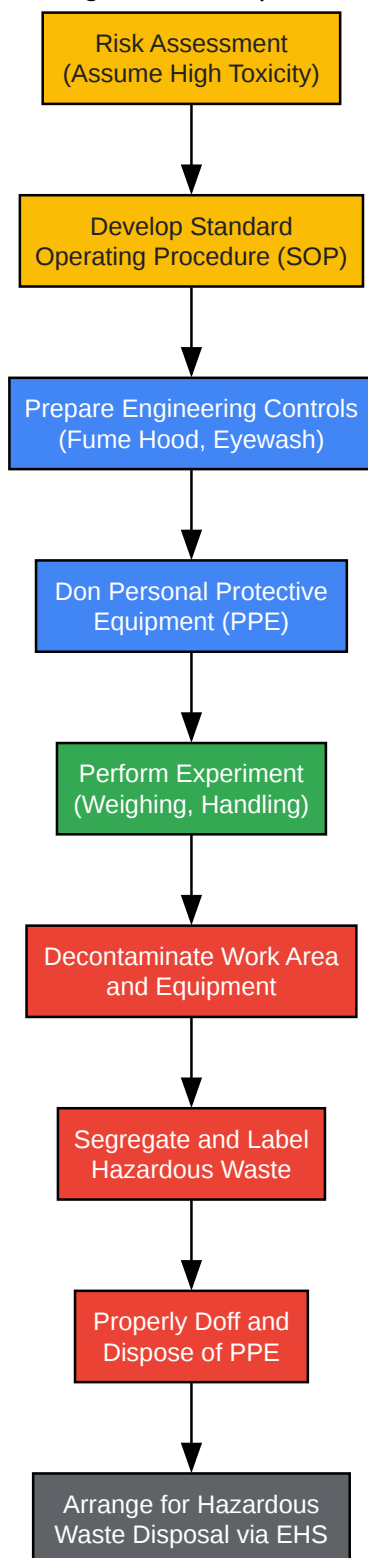 Risk Assessment
(Assume High Toxicity)
Develop Standard
Operating Procedure (SOP)
Prepare Engineering Controls
(Fume Hood, Eyewash)
Don Personal Protective
Equipment (PPE)
Perform Experiment
(Weighing, Handling)
Decontaminate Work Area
and Equipment
Segregate and Label
Hazardous Waste
Properly Doff and
Dispose of PPE
Arrange for Hazardous
Waste Disposal via EHS